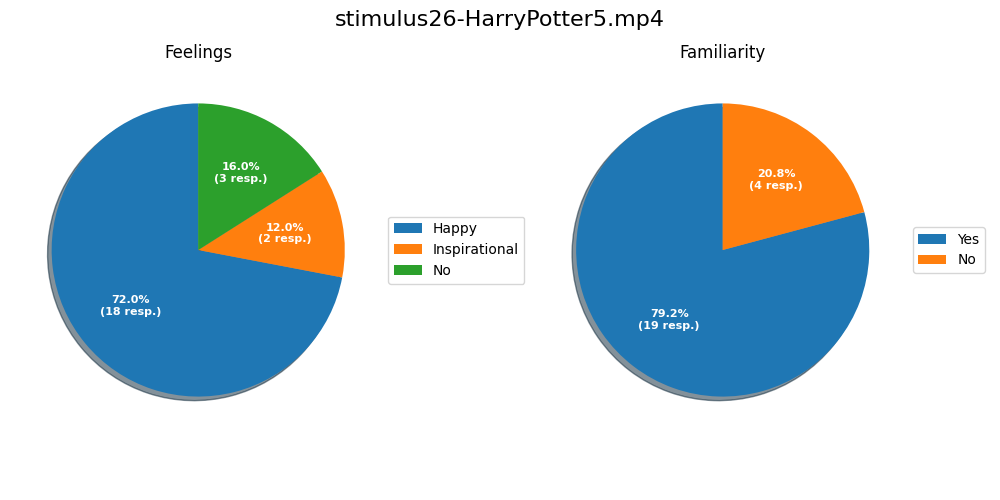 stimulus26-HarryPotter5.mp4
Feelings
16.0%
(3 resp.)
12.0%
(2 resp.)
72.0%
(18 resp.)
Happy
Inspirational
No
Familiarity
20.8%
(4 resp.)
79.2%
(19 resp.)
Yes
No